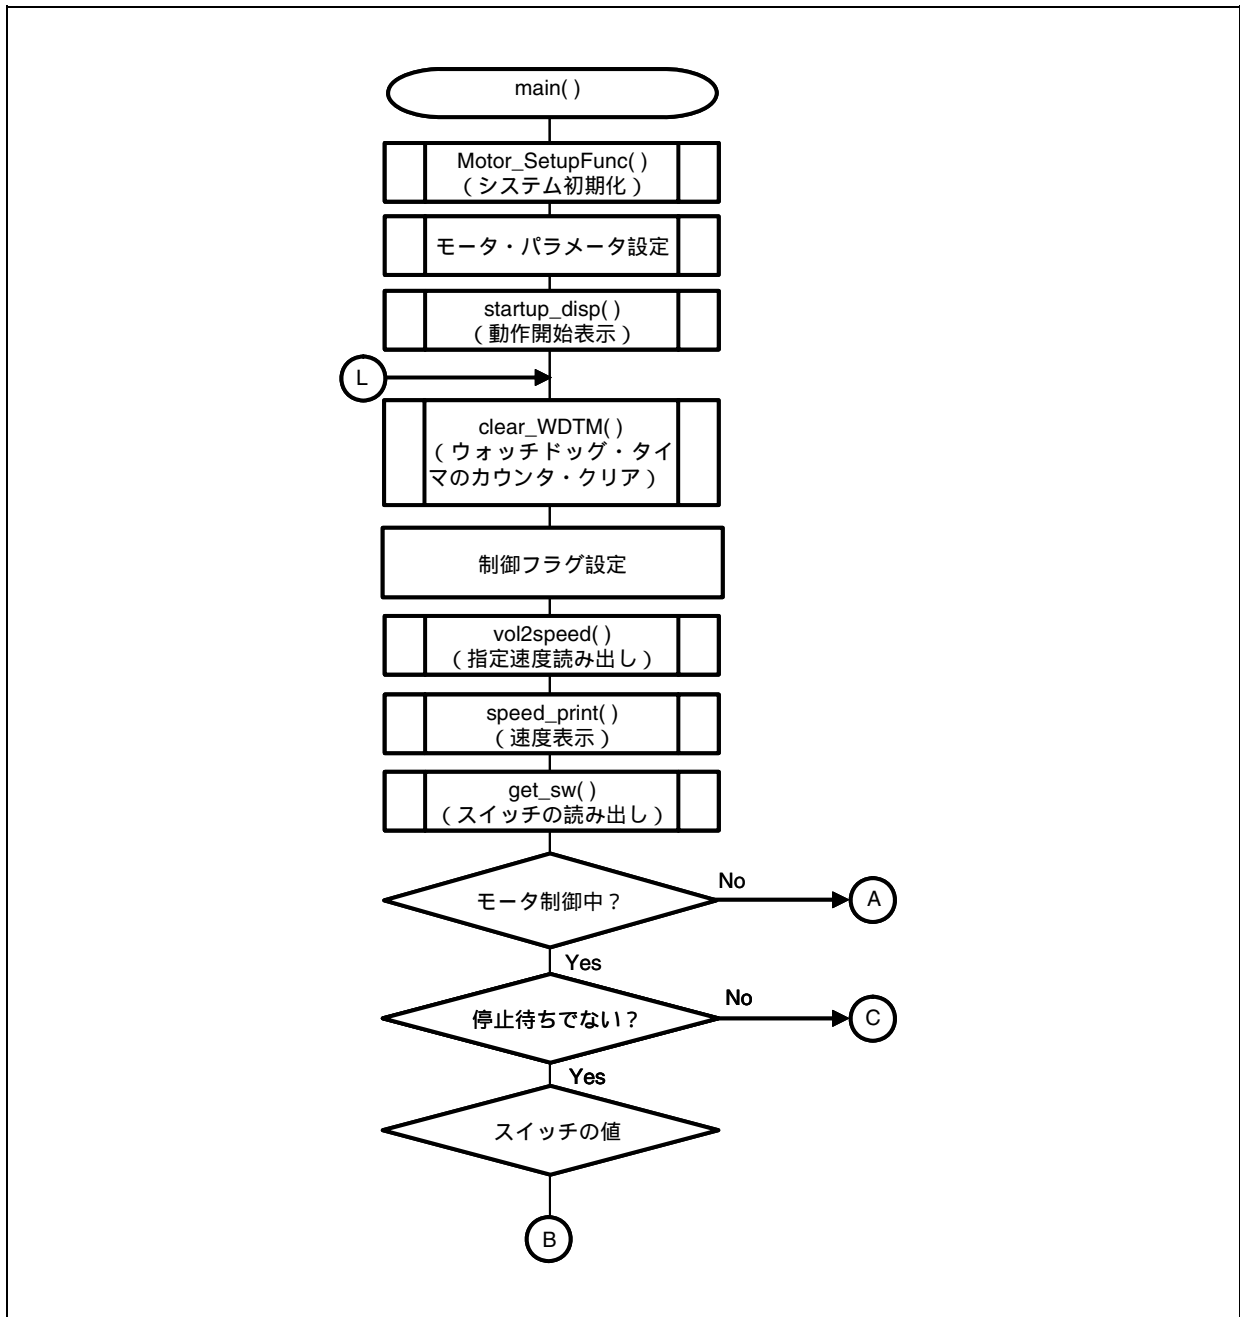 main( )
Motor_SetupFunc( )
（システム初期化）
モータ・パラメータ設定
startup_disp( )
（動作開始表示）
L
clear_WDTM( )
（ウォッチドッグ・タイ
マのカウンタ・クリア）
制御フラグ設定
vol2speed( )
（指定速度読み出し）
speed_print( )
（速度表示）
get_sw( )
（スイッチの読み出し）
モータ制御中？
No
A
Yes
停止待ちでない？
No
C
Yes
スイッチの値
B